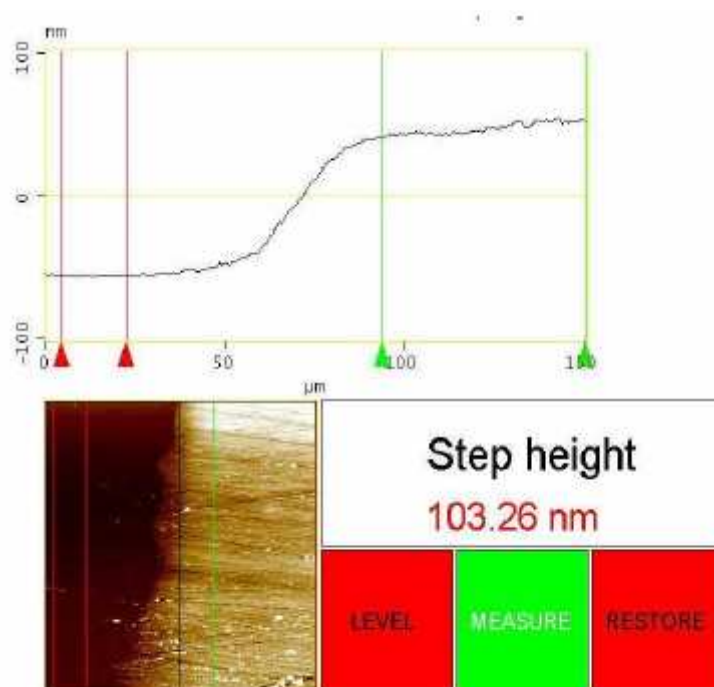 nm
100
0
-100
0 50 100 150
µm
Step height
103.26 nm
LEVEL MEASURE RESTORE